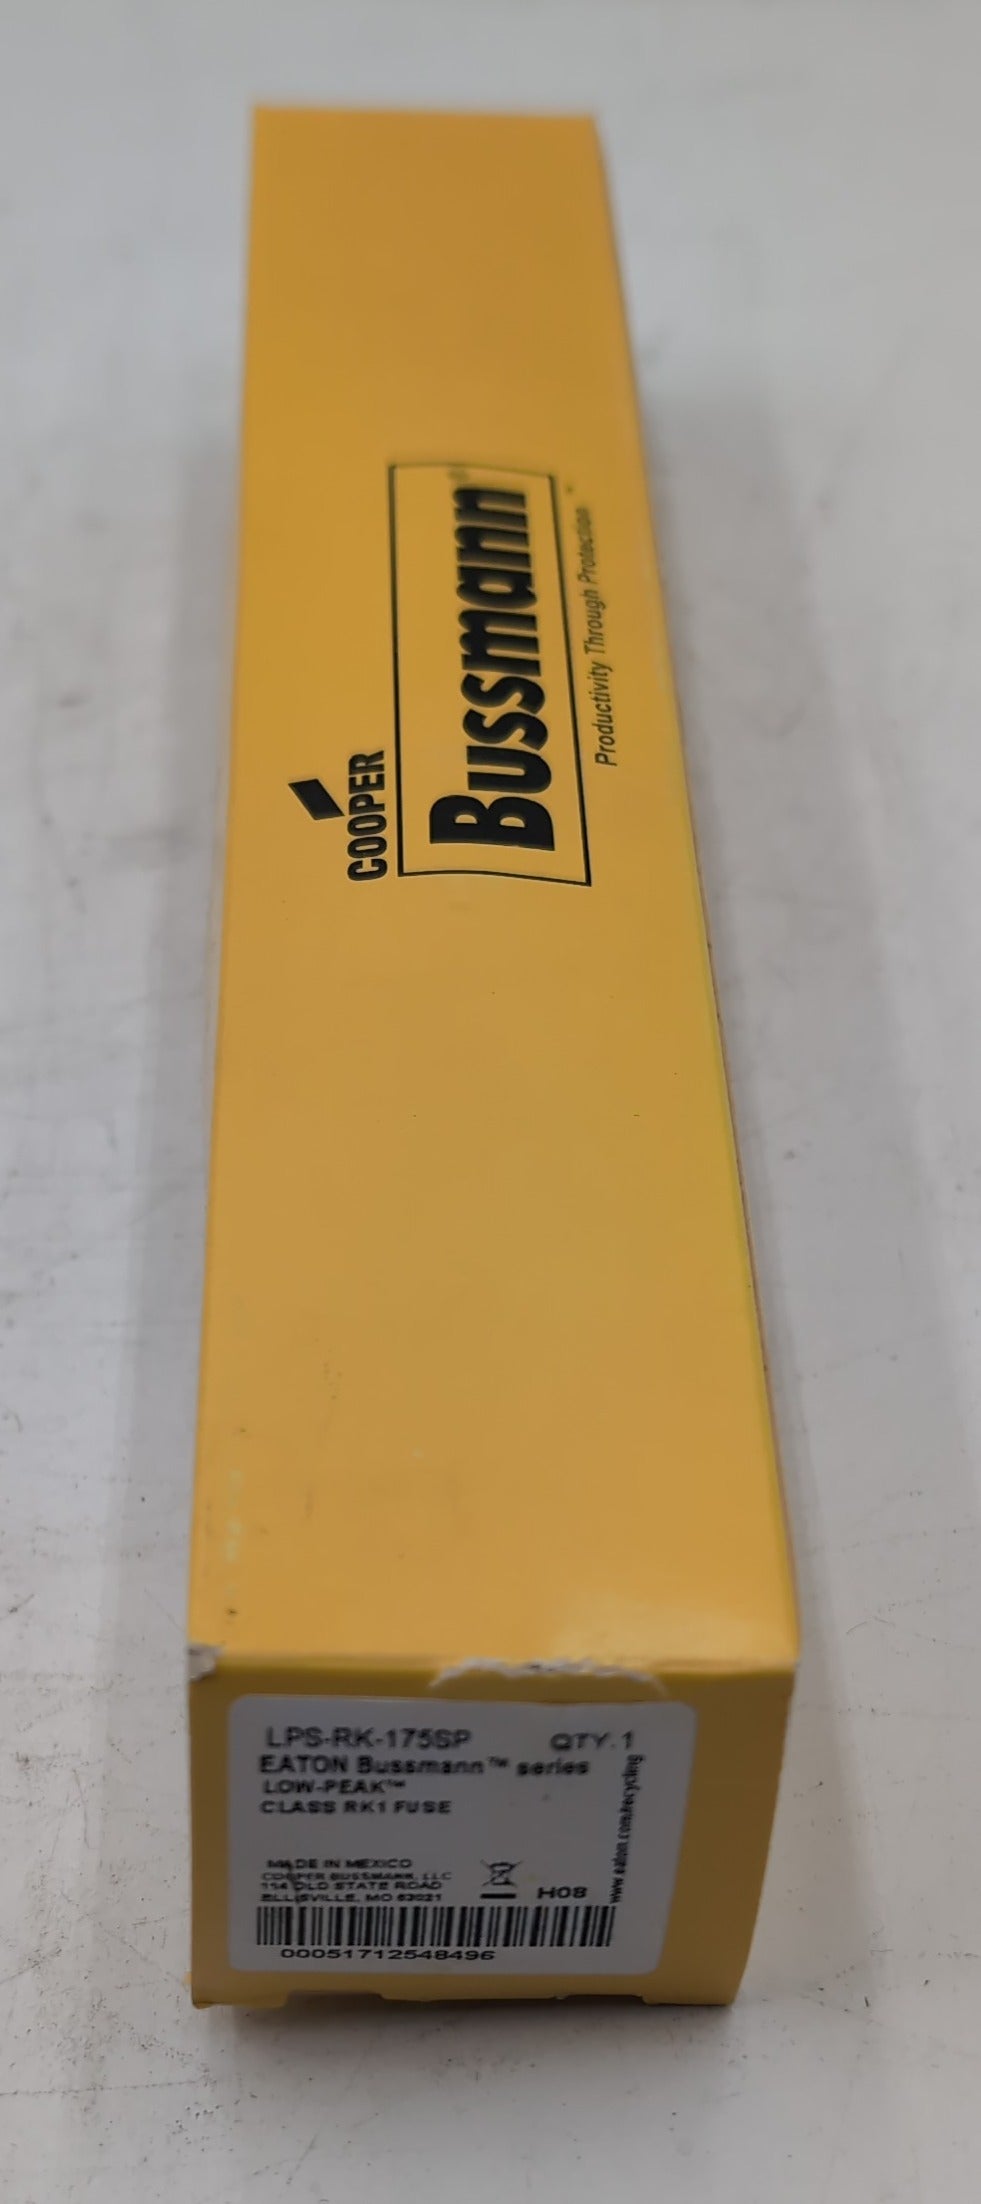 COOPER
Bussmann®
Productivity Through Protection™
LPS-RK-175SP QTY.1
EATON Bussmann™ series
LOW-PEAK™
CLASS RK1 FUSE
MADE IN MEXICO
COOPER BUSSMANN, LLC
114 OLD STATE ROAD
ELLISVILLE, MO 63021
H08
www.eaton.com/recycling
00051712548496